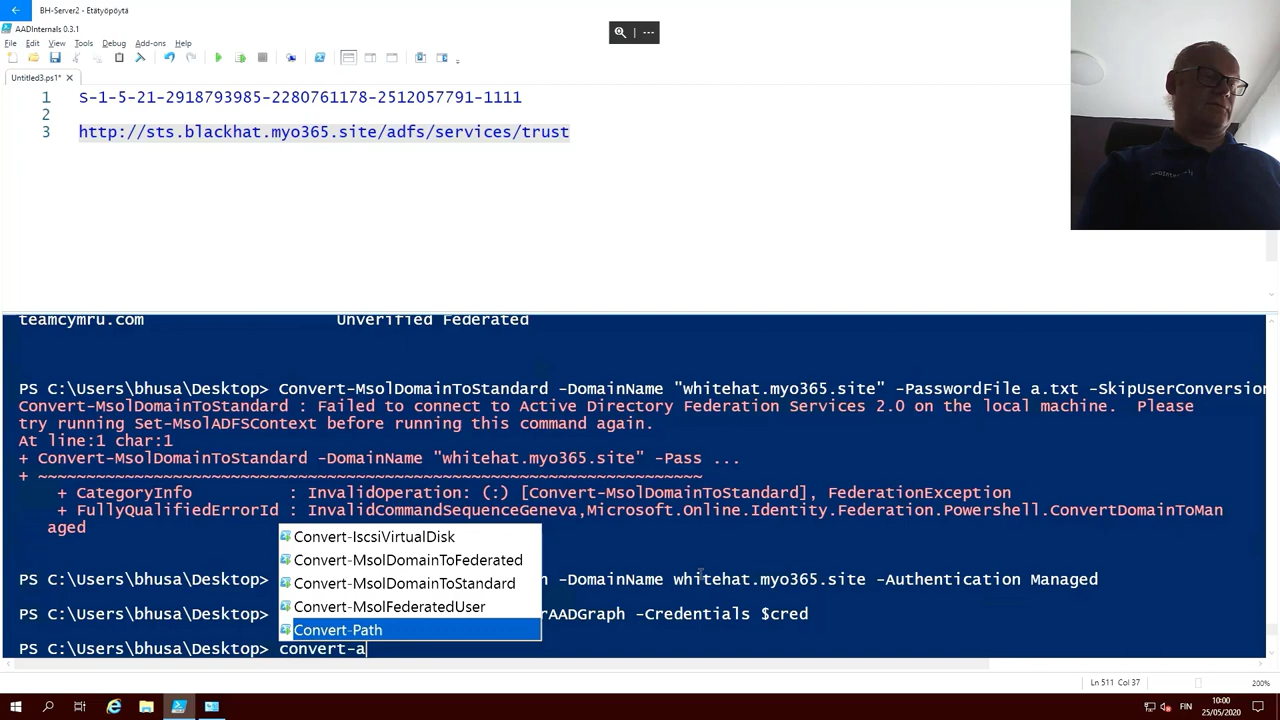 BH-Server2 - Etätyöpöytä
AADInternals 0.3.1
File Edit View Tools Debug Add-ons Help
Untitled3.ps1*
1 S-1-5-21-2918793985-2280761178-2512057791-1111
2
3 http://sts.blackhat.myo365.site/adfs/services/trust
AADInternals
teamcymru.com Unverified Federated
PS C:\Users\bhusa\Desktop> Convert-MsolDomainToStandard -DomainName "whitehat.myo365.site" -PasswordFile a.txt -SkipUserConversion
Convert-MsolDomainToStandard : Failed to connect to Active Directory Federation Services 2.0 on the local machine.  Please
try running Set-MsolADFSContext before running this command again.
At line:1 char:1
+ Convert-MsolDomainToStandard -DomainName "whitehat.myo365.site" -Pass ...
+ ~~~~~~~~~~~~~~~~~~~~~~~~~~~~~~~~~~~~~~~~~~~~~~~~~~~~~~~~~~~~~~~~~~~~~
+ CategoryInfo : InvalidOperation: (:) [Convert-MsolDomainToStandard], FederationException
+ FullyQualifiedErrorId : InvalidCommandSequenceGeneva,Microsoft.Online.Identity.Federation.Powershell.ConvertDomainToMan
aged
Convert-IscsiVirtualDisk
Convert-MsolDomainToFederated
Convert-MsolDomainToStandard
Convert-MsolFederatedUser
Convert-Path
PS C:\Users\bhusa\Desktop> n -DomainName whitehat.myo365.site -Authentication Managed
PS C:\Users\bhusa\Desktop> rAADGraph -Credentials $cred
PS C:\Users\bhusa\Desktop> convert-a
Ln 511 Col 37 200%
FIN 10:00
25/05/2020